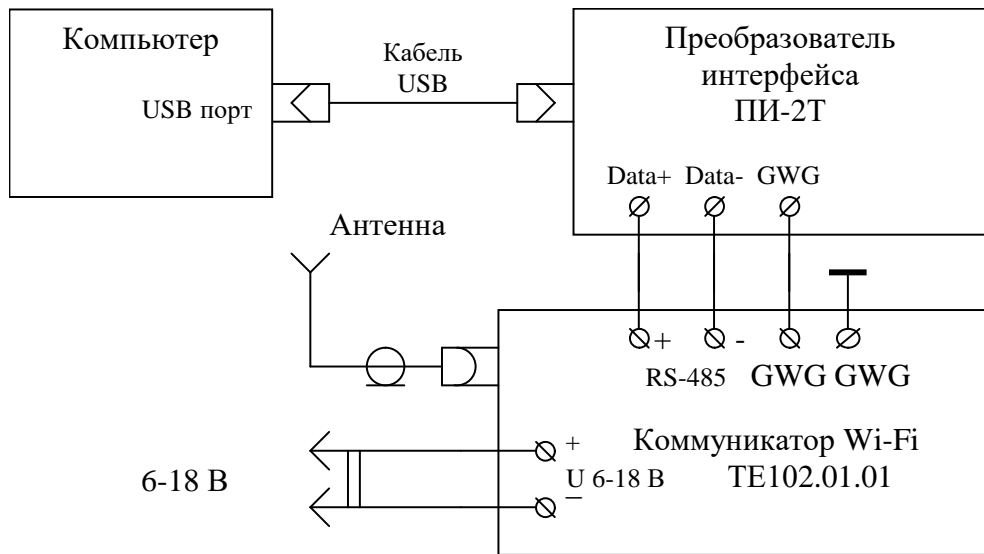 Компьютер
USB порт
Кабель
USB
Преобразователь
интерфейса
ПИ-2Т
Data+ Data- GWG
Антенна
+ -
RS-485 GWG GWG
Коммуникатор Wi-Fi
ТЕ102.01.01
+
U 6-18 В
–
6-18 В